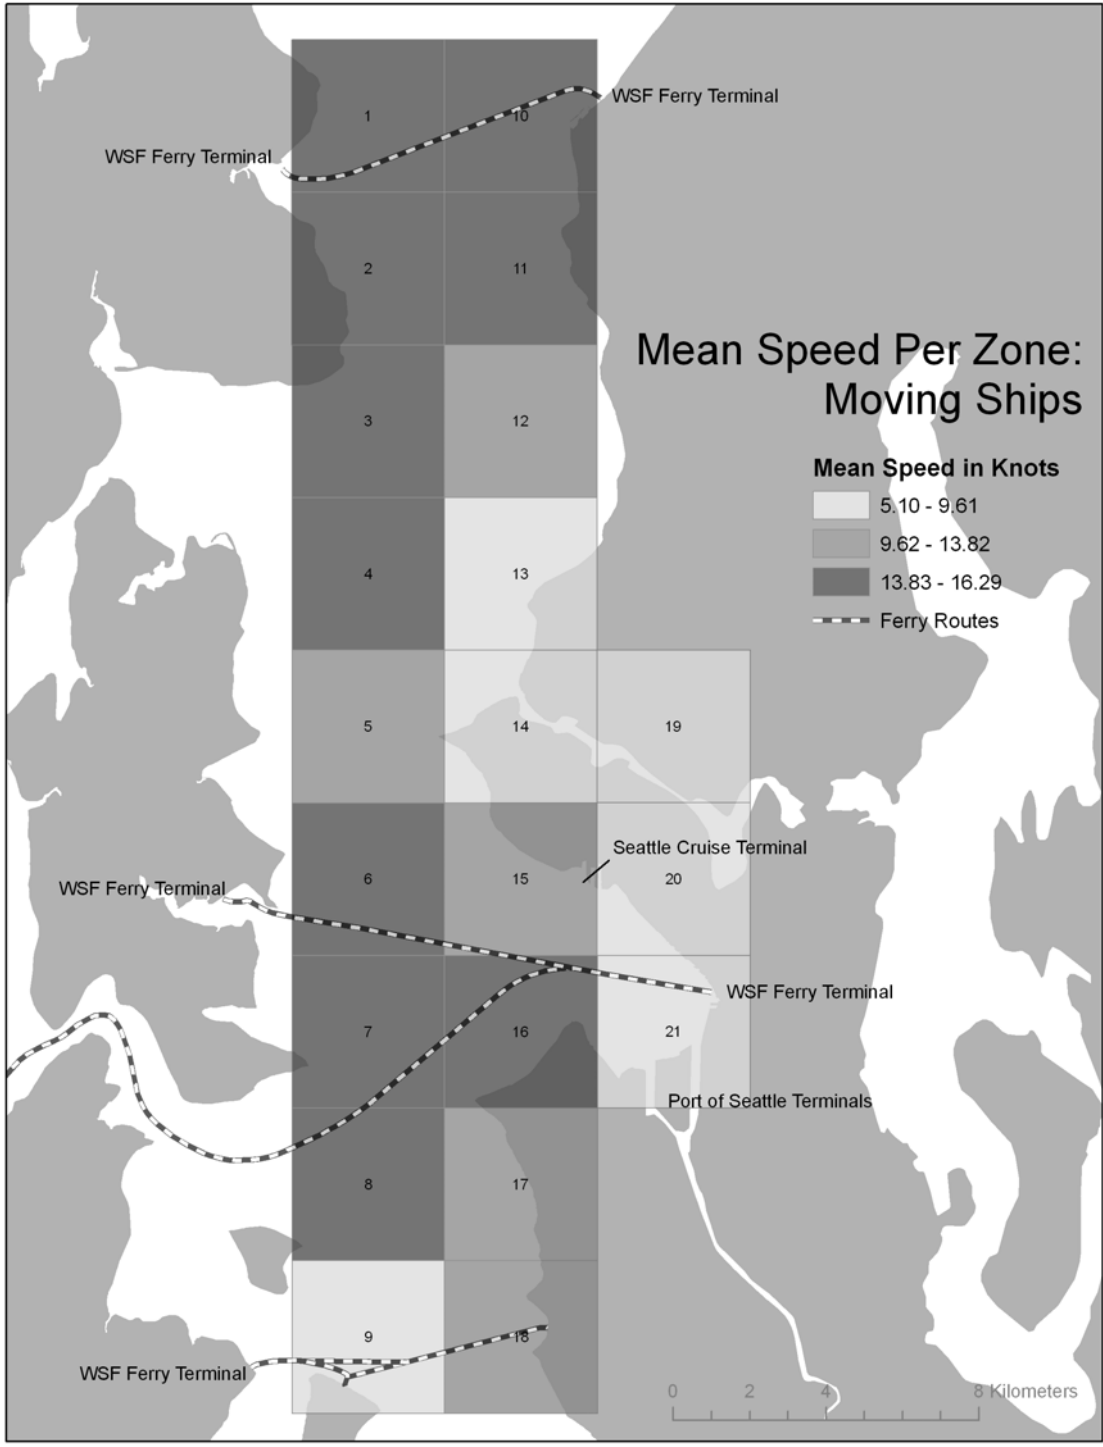 WSF Ferry Terminal
1
10
WSF Ferry Terminal
2
11
Mean Speed Per Zone:
Moving Ships
3
12
Mean Speed in Knots
5.10 - 9.61
9.62 - 13.82
13.83 - 16.29
Ferry Routes
4
13
5
14
19
Seattle Cruise Terminal
WSF Ferry Terminal
6
15
20
WSF Ferry Terminal
7
16
21
Port of Seattle Terminals
8
17
9
18
WSF Ferry Terminal
0 2 4 8 Kilometers